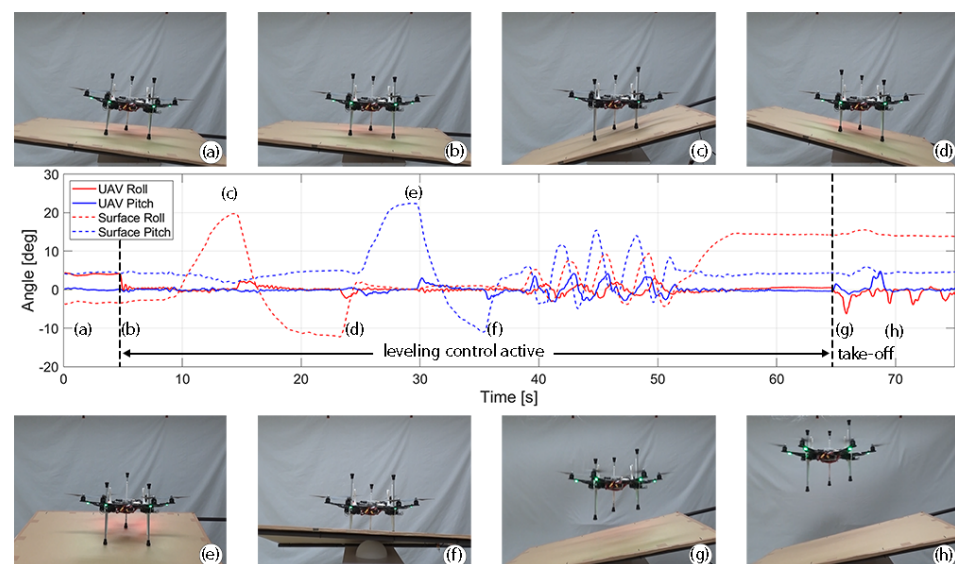 (a)
(b)
(c)
(d)
30
20
10
0
-10
-20
Angle [deg]
UAV Roll
UAV Pitch
Surface Roll
Surface Pitch
(c)
(e)
(a)
(b)
(d)
(f)
(g)
(h)
leveling control active
take-off
0
10
20
30
40
50
60
70
Time [s]
(e)
(f)
(g)
(h)